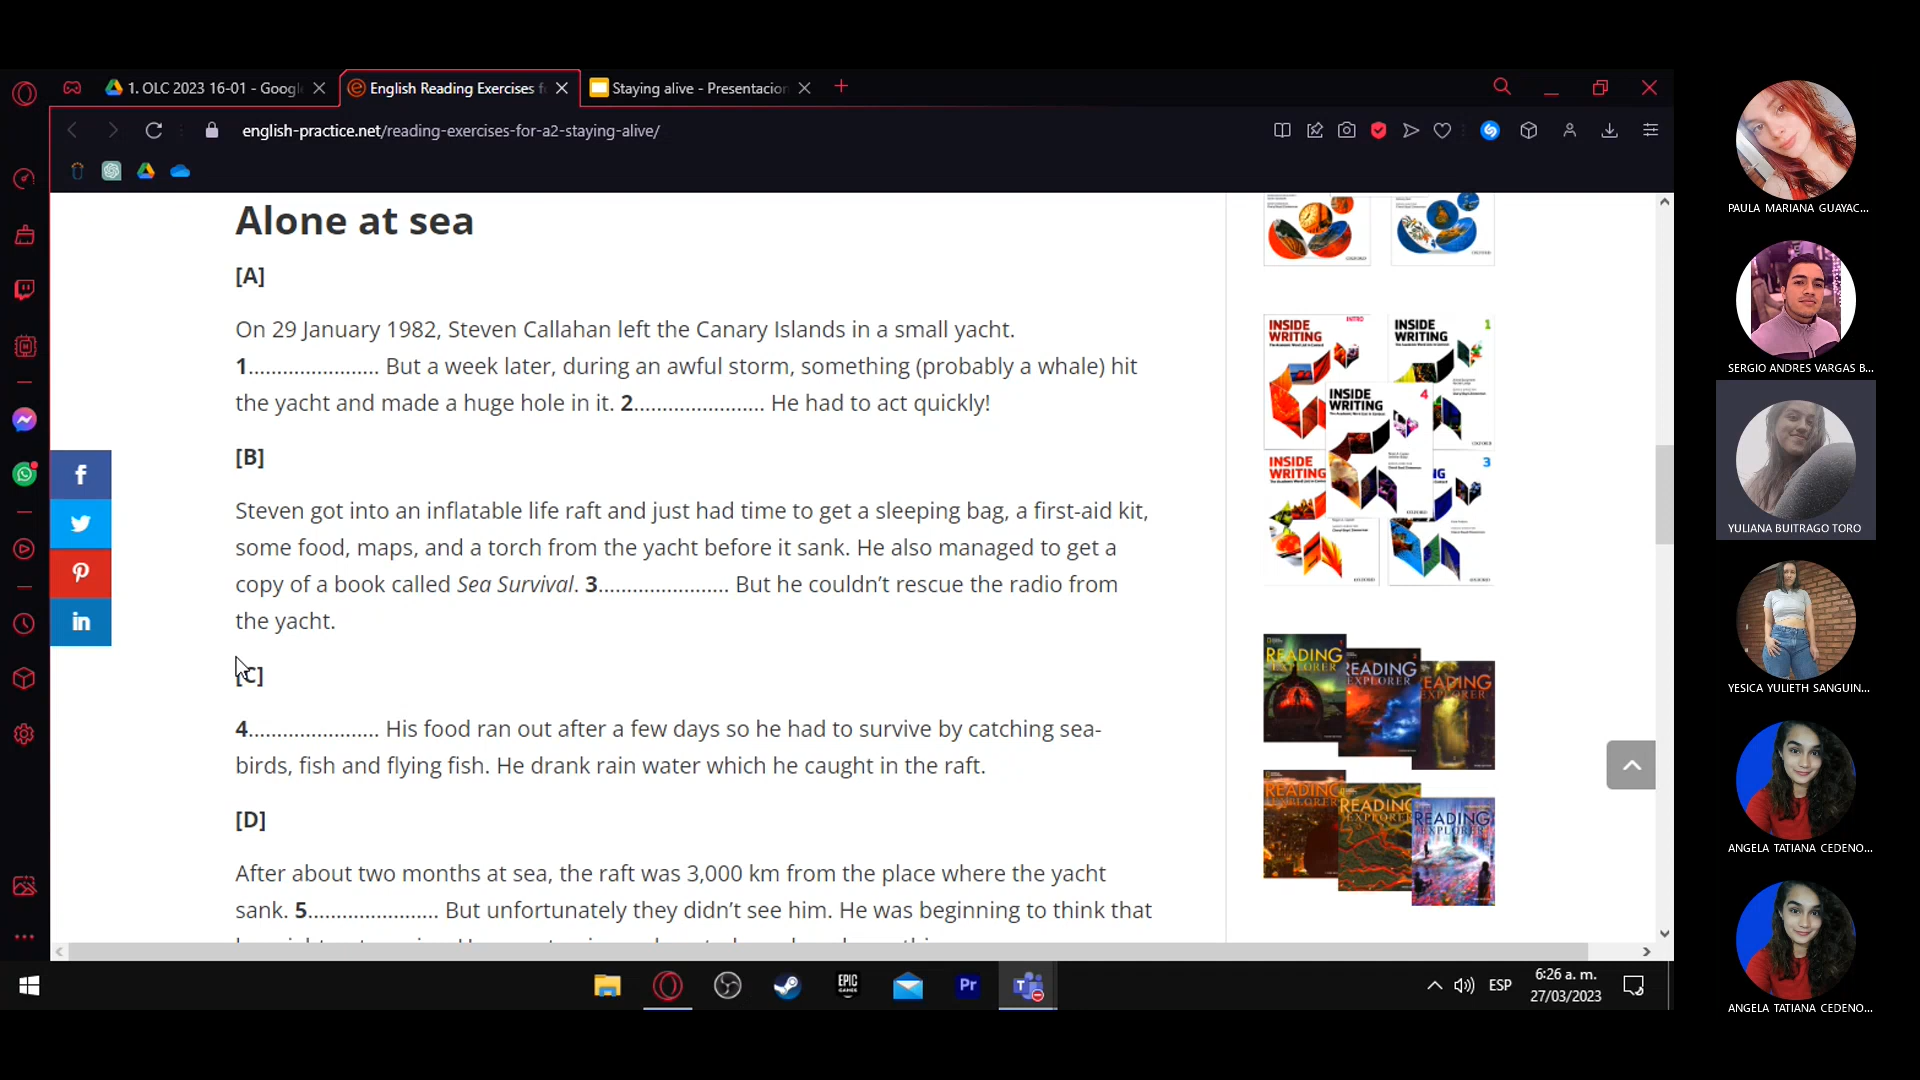 1. OLC 2023 16-01 - Googl
English Reading Exercises f
Staying alive - Presentacion
english-practice.net/reading-exercises-for-a2-staying-alive/
Alone at sea
[A]
On 29 January 1982, Steven Callahan left the Canary Islands in a small yacht.
1....................... But a week later, during an awful storm, something (probably a whale) hit
the yacht and made a huge hole in it. 2....................... He had to act quickly!
[B]
Steven got into an inflatable life raft and just had time to get a sleeping bag, a first-aid kit,
some food, maps, and a torch from the yacht before it sank. He also managed to get a
copy of a book called Sea Survival. 3....................... But he couldn’t rescue the radio from
the yacht.
[C]
4....................... His food ran out after a few days so he had to survive by catching sea-
birds, fish and flying fish. He drank rain water which he caught in the raft.
[D]
After about two months at sea, the raft was 3,000 km from the place where the yacht
sank. 5....................... But unfortunately they didn’t see him. He was beginning to think that
INSIDE WRITING INTRO
INSIDE WRITING 1
INSIDE WRITING 4
INSIDE WRITING
3
READING EXPLORER
READING EXPLORER
READING EXPLORER
READING EXPLORER
READING EXPLORER
READING EXPLORER
PAULA MARIANA GUAYAC...
SERGIO ANDRES VARGAS B...
YULIANA BUITRAGO TORO
YESICA YULIETH SANGUIN...
ANGELA TATIANA CEDENO...
ANGELA TATIANA CEDENO...
EPIC GAMES
Pr
ESP
6:26 a. m.
27/03/2023